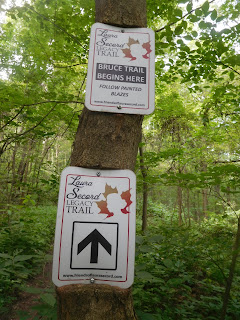 Laura
Secord
LEGACY
TRAIL
BRUCE TRAIL
BEGINS HERE
FOLLOW PAINTED
BLAZES
Laura
Secord
LEGACY
TRAIL